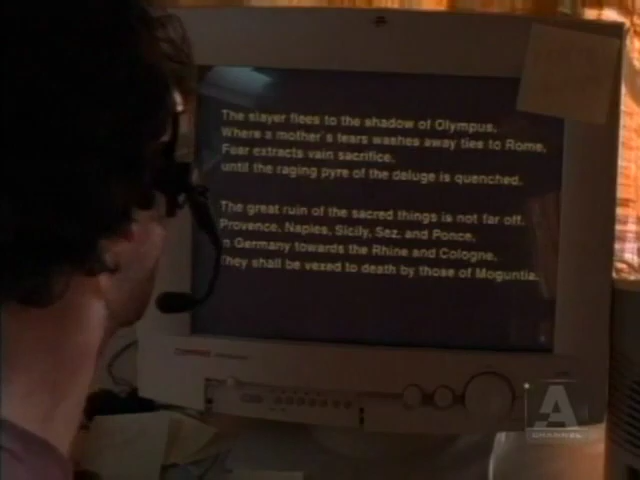 The slayer flees to the shadow of Olympus,
Where a mother's tears washes away ties to Rome,
Fear extracts vain sacrifice,
until the raging pyre of the deluge is quenched.
The great ruin of the sacred things is not far off.
Provence, Naples, Sicily, Sez, and Ponce,
n Germany towards the Rhine and Cologne,
They shall be vexed to death by those of Moguntia.
A
CHANNEL